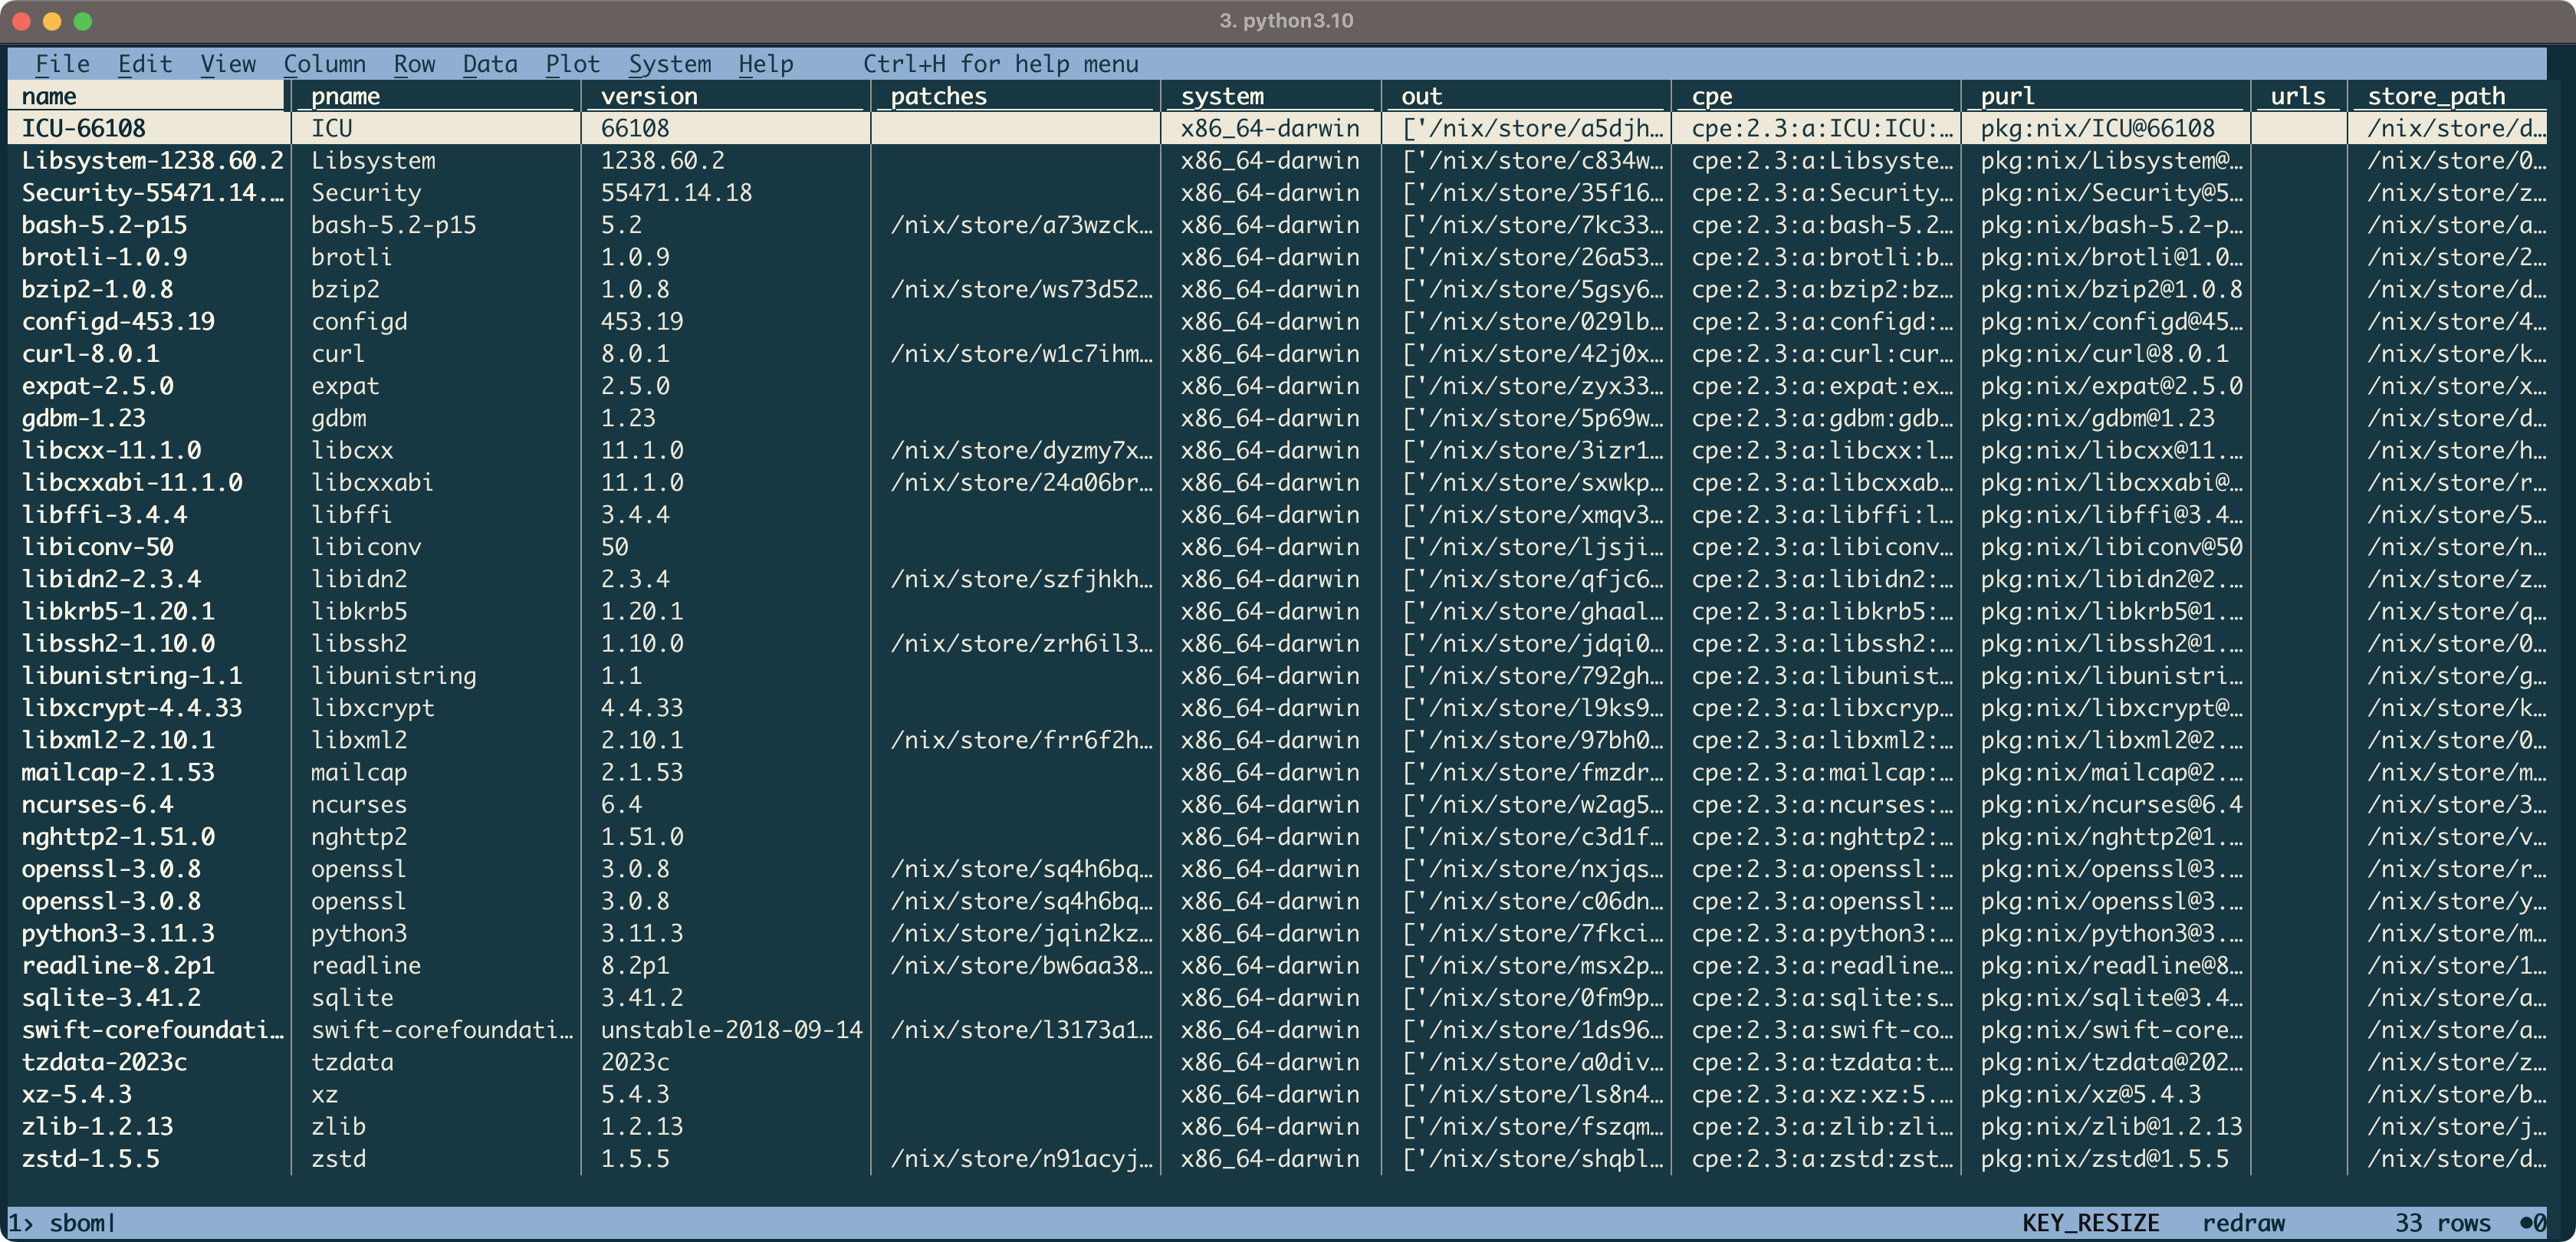 3. python3.10
File Edit View Column Row Data Plot System Help Ctrl+H for help menu
name pname version patches system out cpe purl urls store_path
ICU-66108 ICU 66108 x86_64-darwin ['/nix/store/a5djh… cpe:2.3:a:ICU:ICU:… pkg:nix/ICU@66108 /nix/store/d…
Libsystem-1238.60.2 Libsystem 1238.60.2 x86_64-darwin ['/nix/store/c834w… cpe:2.3:a:Libsyste… pkg:nix/Libsystem@… /nix/store/0…
Security-55471.14.… Security 55471.14.18 x86_64-darwin ['/nix/store/35f16… cpe:2.3:a:Security… pkg:nix/Security@5… /nix/store/z…
bash-5.2-p15 bash-5.2-p15 5.2 /nix/store/a73wzck… x86_64-darwin ['/nix/store/7kc33… cpe:2.3:a:bash-5.2… pkg:nix/bash-5.2-p… /nix/store/a…
brotli-1.0.9 brotli 1.0.9 x86_64-darwin ['/nix/store/26a53… cpe:2.3:a:brotli:b… pkg:nix/brotli@1.0… /nix/store/2…
bzip2-1.0.8 bzip2 1.0.8 /nix/store/ws73d52… x86_64-darwin ['/nix/store/5gsy6… cpe:2.3:a:bzip2:bz… pkg:nix/bzip2@1.0.8 /nix/store/d…
configd-453.19 configd 453.19 x86_64-darwin ['/nix/store/029lb… cpe:2.3:a:configd:… pkg:nix/configd@45… /nix/store/4…
curl-8.0.1 curl 8.0.1 /nix/store/w1c7ihm… x86_64-darwin ['/nix/store/42j0x… cpe:2.3:a:curl:cur… pkg:nix/curl@8.0.1 /nix/store/k…
expat-2.5.0 expat 2.5.0 x86_64-darwin ['/nix/store/zyx33… cpe:2.3:a:expat:ex… pkg:nix/expat@2.5.0 /nix/store/x…
gdbm-1.23 gdbm 1.23 x86_64-darwin ['/nix/store/5p69w… cpe:2.3:a:gdbm:gdb… pkg:nix/gdbm@1.23 /nix/store/d…
libcxx-11.1.0 libcxx 11.1.0 /nix/store/dyzmy7x… x86_64-darwin ['/nix/store/3izr1… cpe:2.3:a:libcxx:l… pkg:nix/libcxx@11.… /nix/store/h…
libcxxabi-11.1.0 libcxxabi 11.1.0 /nix/store/24a06br… x86_64-darwin ['/nix/store/sxwkp… cpe:2.3:a:libcxxab… pkg:nix/libcxxabi@… /nix/store/r…
libffi-3.4.4 libffi 3.4.4 x86_64-darwin ['/nix/store/xmqv3… cpe:2.3:a:libffi:l… pkg:nix/libffi@3.4… /nix/store/5…
libiconv-50 libiconv 50 x86_64-darwin ['/nix/store/ljsji… cpe:2.3:a:libiconv… pkg:nix/libiconv@50 /nix/store/n…
libidn2-2.3.4 libidn2 2.3.4 /nix/store/szfjhkh… x86_64-darwin ['/nix/store/qfjc6… cpe:2.3:a:libidn2:… pkg:nix/libidn2@2.… /nix/store/z…
libkrb5-1.20.1 libkrb5 1.20.1 x86_64-darwin ['/nix/store/ghaal… cpe:2.3:a:libkrb5:… pkg:nix/libkrb5@1.… /nix/store/q…
libssh2-1.10.0 libssh2 1.10.0 /nix/store/zrh6il3… x86_64-darwin ['/nix/store/jdqi0… cpe:2.3:a:libssh2:… pkg:nix/libssh2@1.… /nix/store/0…
libunistring-1.1 libunistring 1.1 x86_64-darwin ['/nix/store/792gh… cpe:2.3:a:libunist… pkg:nix/libunistri… /nix/store/g…
libxcrypt-4.4.33 libxcrypt 4.4.33 x86_64-darwin ['/nix/store/l9ks9… cpe:2.3:a:libxcryp… pkg:nix/libxcrypt@… /nix/store/k…
libxml2-2.10.1 libxml2 2.10.1 /nix/store/frr6f2h… x86_64-darwin ['/nix/store/97bh0… cpe:2.3:a:libxml2:… pkg:nix/libxml2@2.… /nix/store/0…
mailcap-2.1.53 mailcap 2.1.53 x86_64-darwin ['/nix/store/fmzdr… cpe:2.3:a:mailcap:… pkg:nix/mailcap@2.… /nix/store/m…
ncurses-6.4 ncurses 6.4 x86_64-darwin ['/nix/store/w2ag5… cpe:2.3:a:ncurses:… pkg:nix/ncurses@6.4 /nix/store/3…
nghttp2-1.51.0 nghttp2 1.51.0 x86_64-darwin ['/nix/store/c3d1f… cpe:2.3:a:nghttp2:… pkg:nix/nghttp2@1.… /nix/store/v…
openssl-3.0.8 openssl 3.0.8 /nix/store/sq4h6bq… x86_64-darwin ['/nix/store/nxjqs… cpe:2.3:a:openssl:… pkg:nix/openssl@3.… /nix/store/r…
openssl-3.0.8 openssl 3.0.8 /nix/store/sq4h6bq… x86_64-darwin ['/nix/store/c06dn… cpe:2.3:a:openssl:… pkg:nix/openssl@3.… /nix/store/y…
python3-3.11.3 python3 3.11.3 /nix/store/jqin2kz… x86_64-darwin ['/nix/store/7fkci… cpe:2.3:a:python3:… pkg:nix/python3@3.… /nix/store/m…
readline-8.2p1 readline 8.2p1 /nix/store/bw6aa38… x86_64-darwin ['/nix/store/msx2p… cpe:2.3:a:readline… pkg:nix/readline@8… /nix/store/1…
sqlite-3.41.2 sqlite 3.41.2 x86_64-darwin ['/nix/store/0fm9p… cpe:2.3:a:sqlite:s… pkg:nix/sqlite@3.4… /nix/store/a…
swift-corefoundati… swift-corefoundati… unstable-2018-09-14 /nix/store/l3173a1… x86_64-darwin ['/nix/store/1ds96… cpe:2.3:a:swift-co… pkg:nix/swift-core… /nix/store/a…
tzdata-2023c tzdata 2023c x86_64-darwin ['/nix/store/a0div… cpe:2.3:a:tzdata:t… pkg:nix/tzdata@202… /nix/store/z…
xz-5.4.3 xz 5.4.3 x86_64-darwin ['/nix/store/ls8n4… cpe:2.3:a:xz:xz:5.… pkg:nix/xz@5.4.3 /nix/store/b…
zlib-1.2.13 zlib 1.2.13 x86_64-darwin ['/nix/store/fszqm… cpe:2.3:a:zlib:zli… pkg:nix/zlib@1.2.13 /nix/store/j…
zstd-1.5.5 zstd 1.5.5 /nix/store/n91acyj… x86_64-darwin ['/nix/store/shqbl… cpe:2.3:a:zstd:zst… pkg:nix/zstd@1.5.5 /nix/store/d…
1› sbom| KEY_RESIZE redraw 33 rows •0